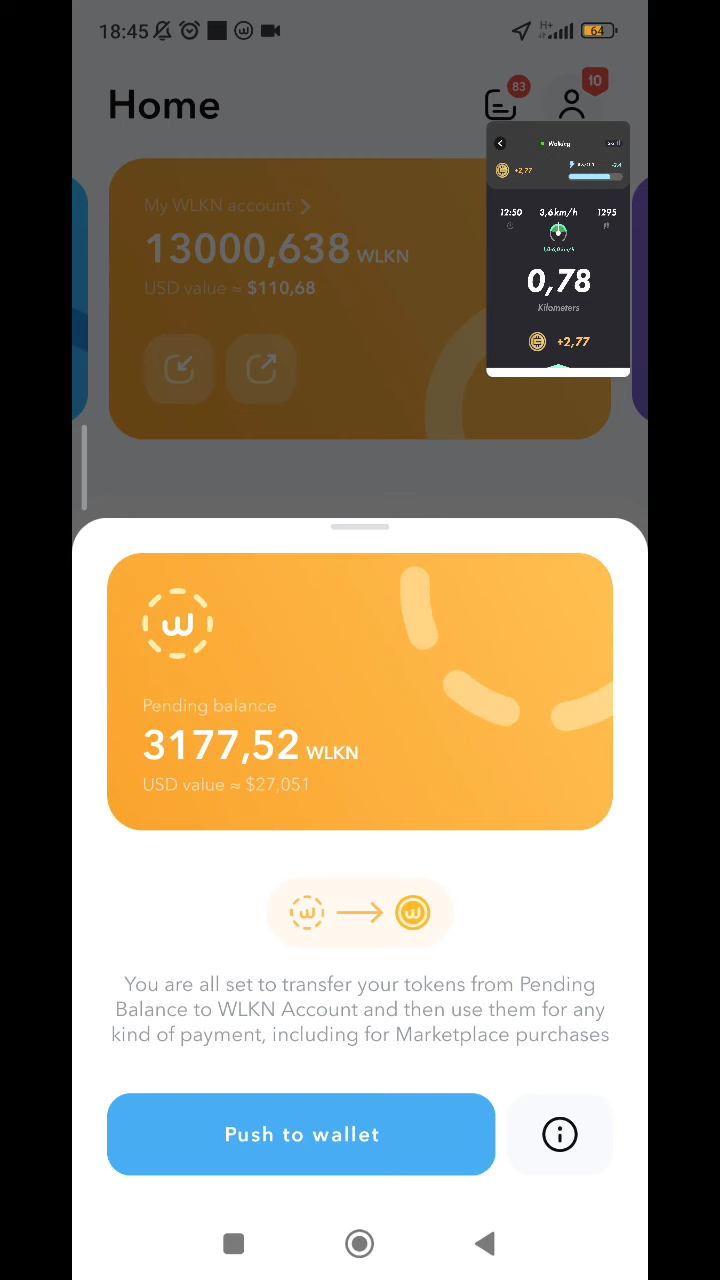 18:45
H+
64
Home
83
10
My WLKN account
13000,638 WLKN
USD value ≈ $110,68
Walking
+2,77
12:50
3,6km/h
1295
0,78
Kilometers
+2,77
Pending balance
3177,52 WLKN
USD value ≈ $27,051
You are all set to transfer your tokens from Pending
Balance to WLKN Account and then use them for any
kind of payment, including for Marketplace purchases
Push to wallet